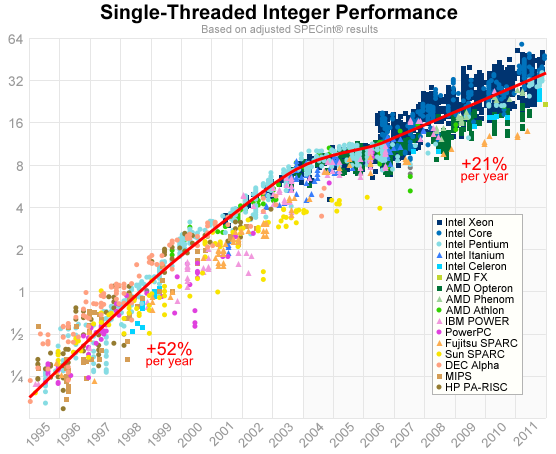 Single-Threaded Integer Performance
Based on adjusted SPECint® results
64
32
16
8
4
2
1
½
¼
+21%
per year
+52%
per year
Intel Xeon
Intel Core
Intel Pentium
Intel Itanium
Intel Celeron
AMD FX
AMD Opteron
AMD Phenom
AMD Athlon
IBM POWER
PowerPC
Fujitsu SPARC
Sun SPARC
DEC Alpha
MIPS
HP PA-RISC
1995 1996 1997 1998 1999 2000 2001 2002 2003 2004 2005 2006 2007 2008 2009 2010 2011